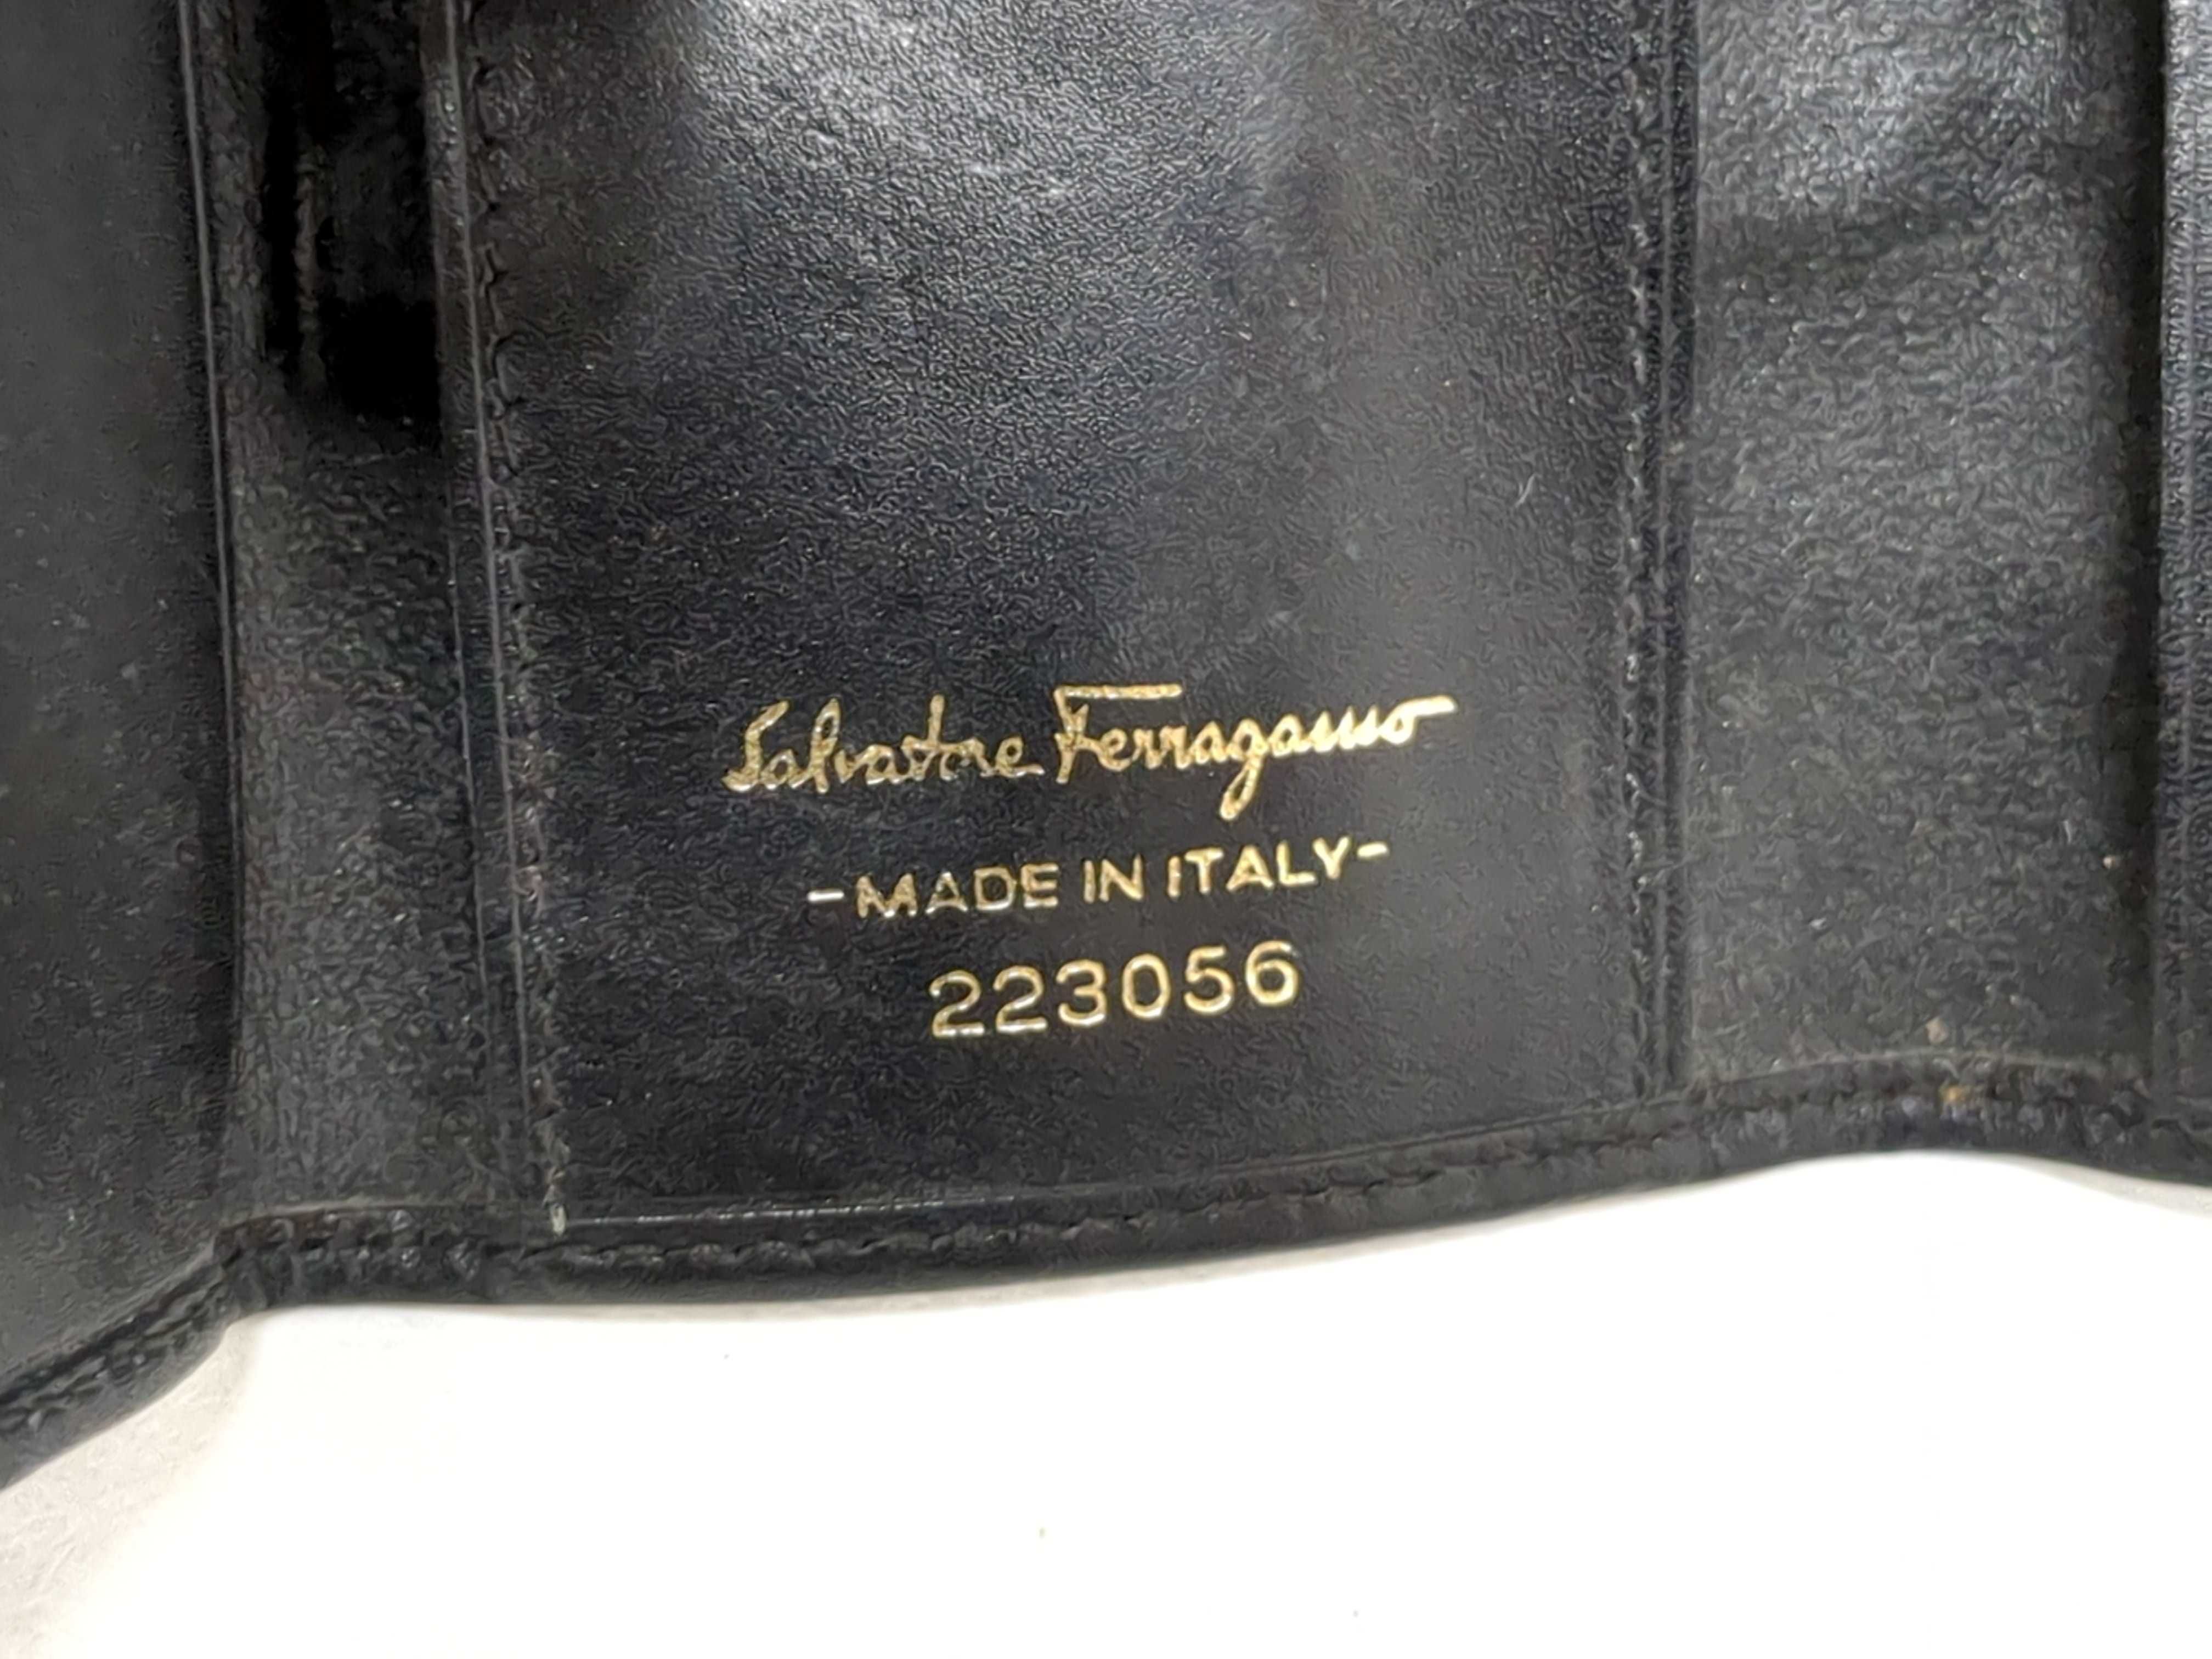 Salvatore Ferragamo
-MADE IN ITALY-
223056